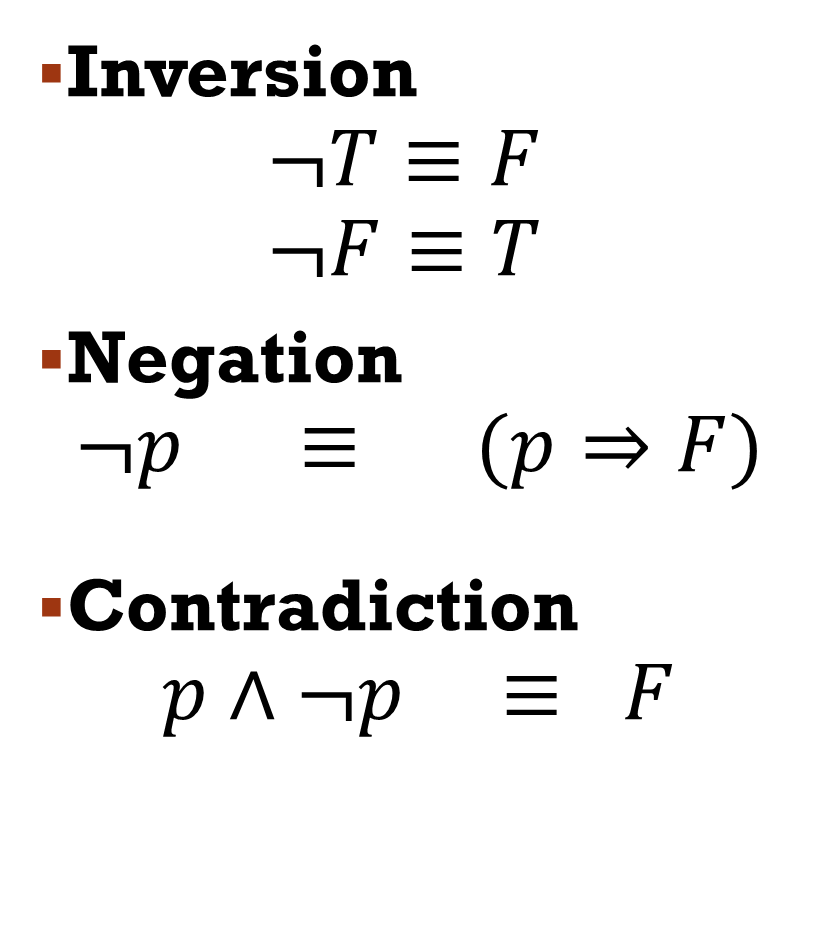 ▪Inversion
¬T ≡ F
¬F ≡ T
▪Negation
¬p ≡ (p ⇒ F)
▪Contradiction
p ∧ ¬p ≡ F